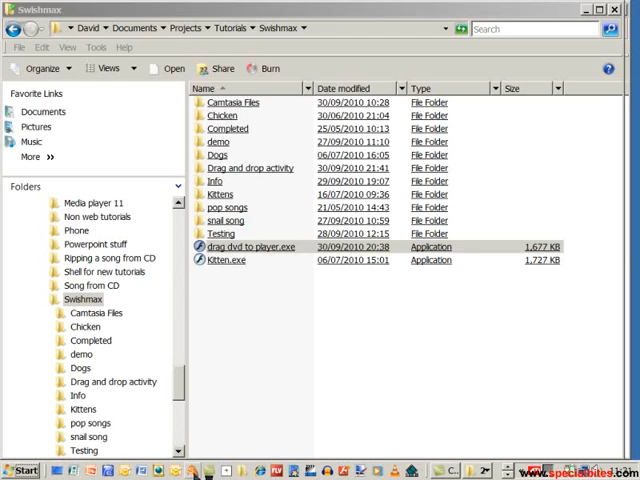 Swishmax
David ▸ Documents ▸ Projects ▸ Tutorials ▸ Swishmax ▸
Search
File Edit View Tools Help
Organize Views Open Share Burn
Favorite Links
Documents
Pictures
Music
More
Folders
Media player 11
Non web tutorials
Phone
Powerpoint stuff
Ripping a song from CD
Shell for new tutorials
Song from CD
Swishmax
Camtasia Files
Chicken
Completed
demo
Dogs
Drag and drop activity
Info
Kittens
pop songs
snail song
Testing
Name Date modified Type Size
Camtasia Files 30/09/2010 10:28 File Folder
Chicken 30/06/2010 21:04 File Folder
Completed 25/05/2010 10:13 File Folder
demo 27/09/2010 11:10 File Folder
Dogs 06/07/2010 16:05 File Folder
Drag and drop activity 30/09/2010 21:41 File Folder
Info 29/09/2010 19:07 File Folder
Kittens 16/07/2010 09:36 File Folder
pop songs 21/05/2010 14:43 File Folder
snail song 27/09/2010 10:59 File Folder
Testing 28/09/2010 12:15 File Folder
drag dvd to player.exe 30/09/2010 20:38 Application 1,677 KB
Kitten.exe 06/07/2010 15:01 Application 1,727 KB
Start
FLV
C...
2
www.specialbites.com